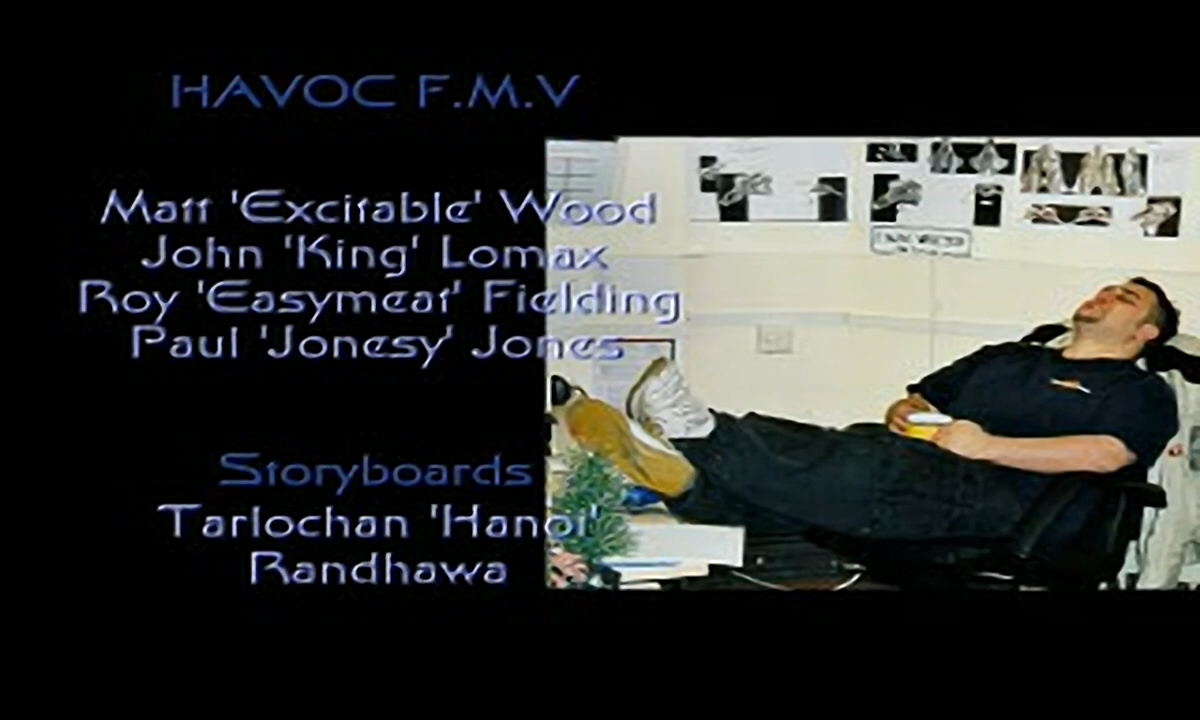 HAVOC F.M.V
Matt 'Excitable' Wood
John 'King' Lomax
Roy 'Easymeat' Fielding
Paul 'Jonesy' Jones
Storyboards
Tarlochan 'Hanoi'
Randhawa